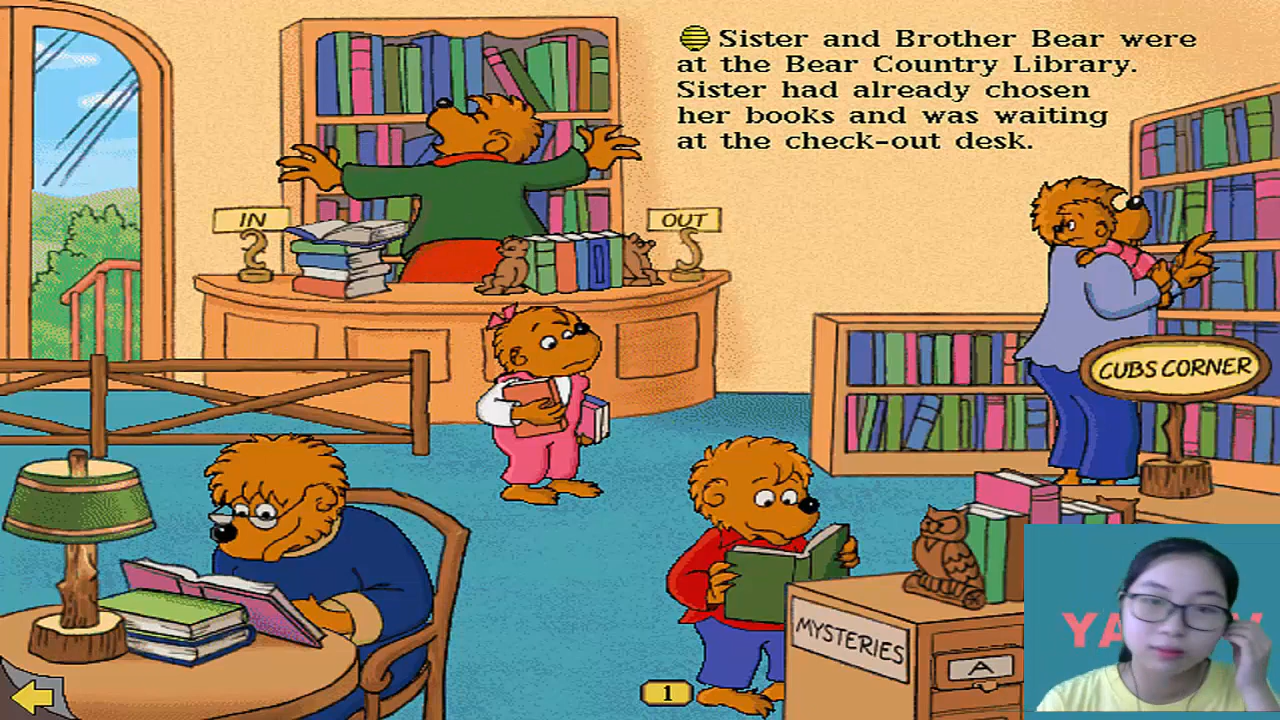 Sister and Brother Bear were
at the Bear Country Library.
Sister had already chosen
her books and was waiting
at the check-out desk.
IN
OUT
CUBS CORNER
MYSTERIES
A
1